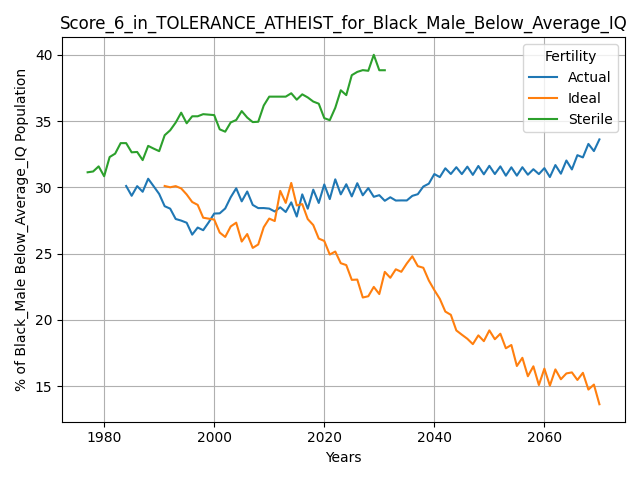 Score_6_in_TOLERANCE_ATHEIST_for_Black_Male_Below_Average_IQ
% of Black_Male Below_Average_IQ Population
40
35
30
25
20
15
Fertility
Actual
Ideal
Sterile
1980 2000 2020 2040 2060
Years